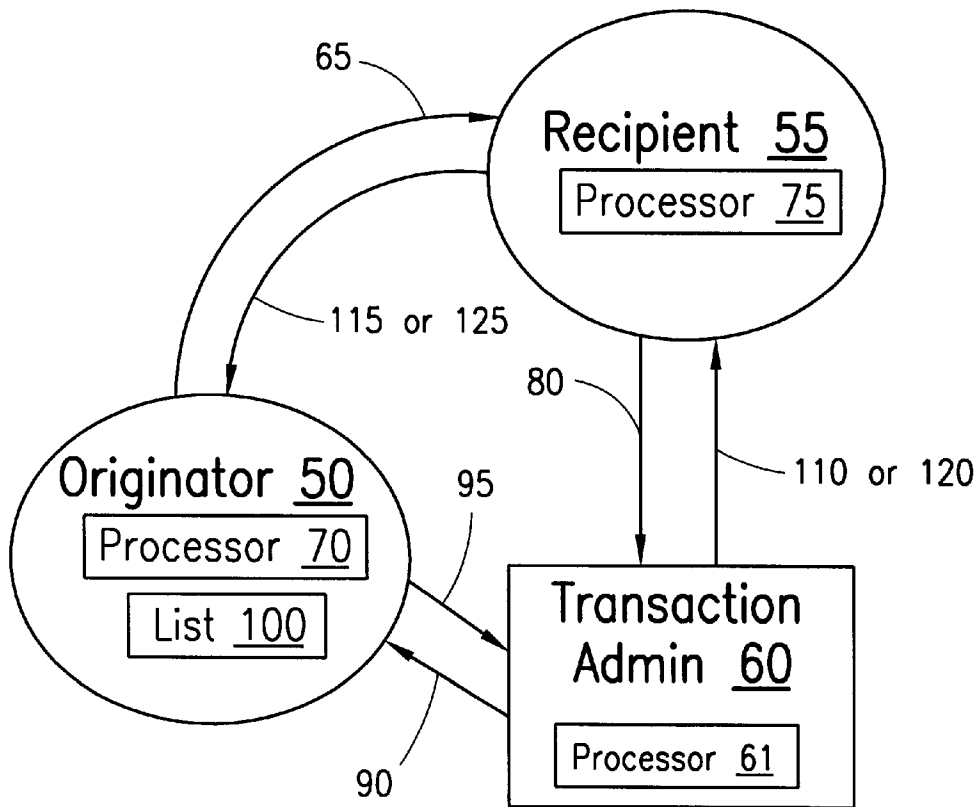 65
Recipient 55
Processor 75
115 or 125
80
110 or 120
Originator 50
Processor 70
List 100
95
90
Transaction
Admin 60
Processor 61